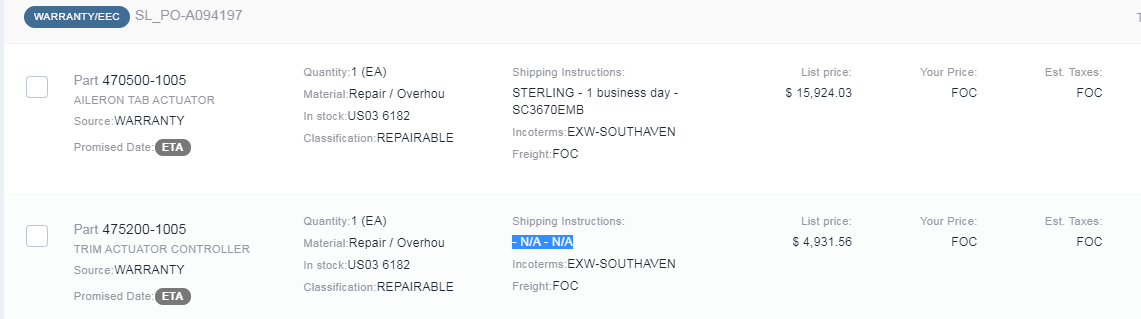 WARRANTY/EEC SL_PO-A094197
Part 470500-1005
AILERON TAB ACTUATOR
Source:WARRANTY
Promised Date:ETA
Quantity:1 (EA)
Material:Repair / Overhou
In stock:US03 6182
Classification:REPAIRABLE
Shipping Instructions:
STERLING - 1 business day -
SC3670EMB
Incoterms:EXW-SOUTHAVEN
Freight:FOC
List price:
$ 15,924.03
Your Price:
FOC
Est. Taxes:
FOC
Part 475200-1005
TRIM ACTUATOR CONTROLLER
Source:WARRANTY
Promised Date:ETA
Quantity:1 (EA)
Material:Repair / Overhou
In stock:US03 6182
Classification:REPAIRABLE
Shipping Instructions:
- N/A - N/A
Incoterms:EXW-SOUTHAVEN
Freight:FOC
List price:
$ 4,931.56
Your Price:
FOC
Est. Taxes:
FOC